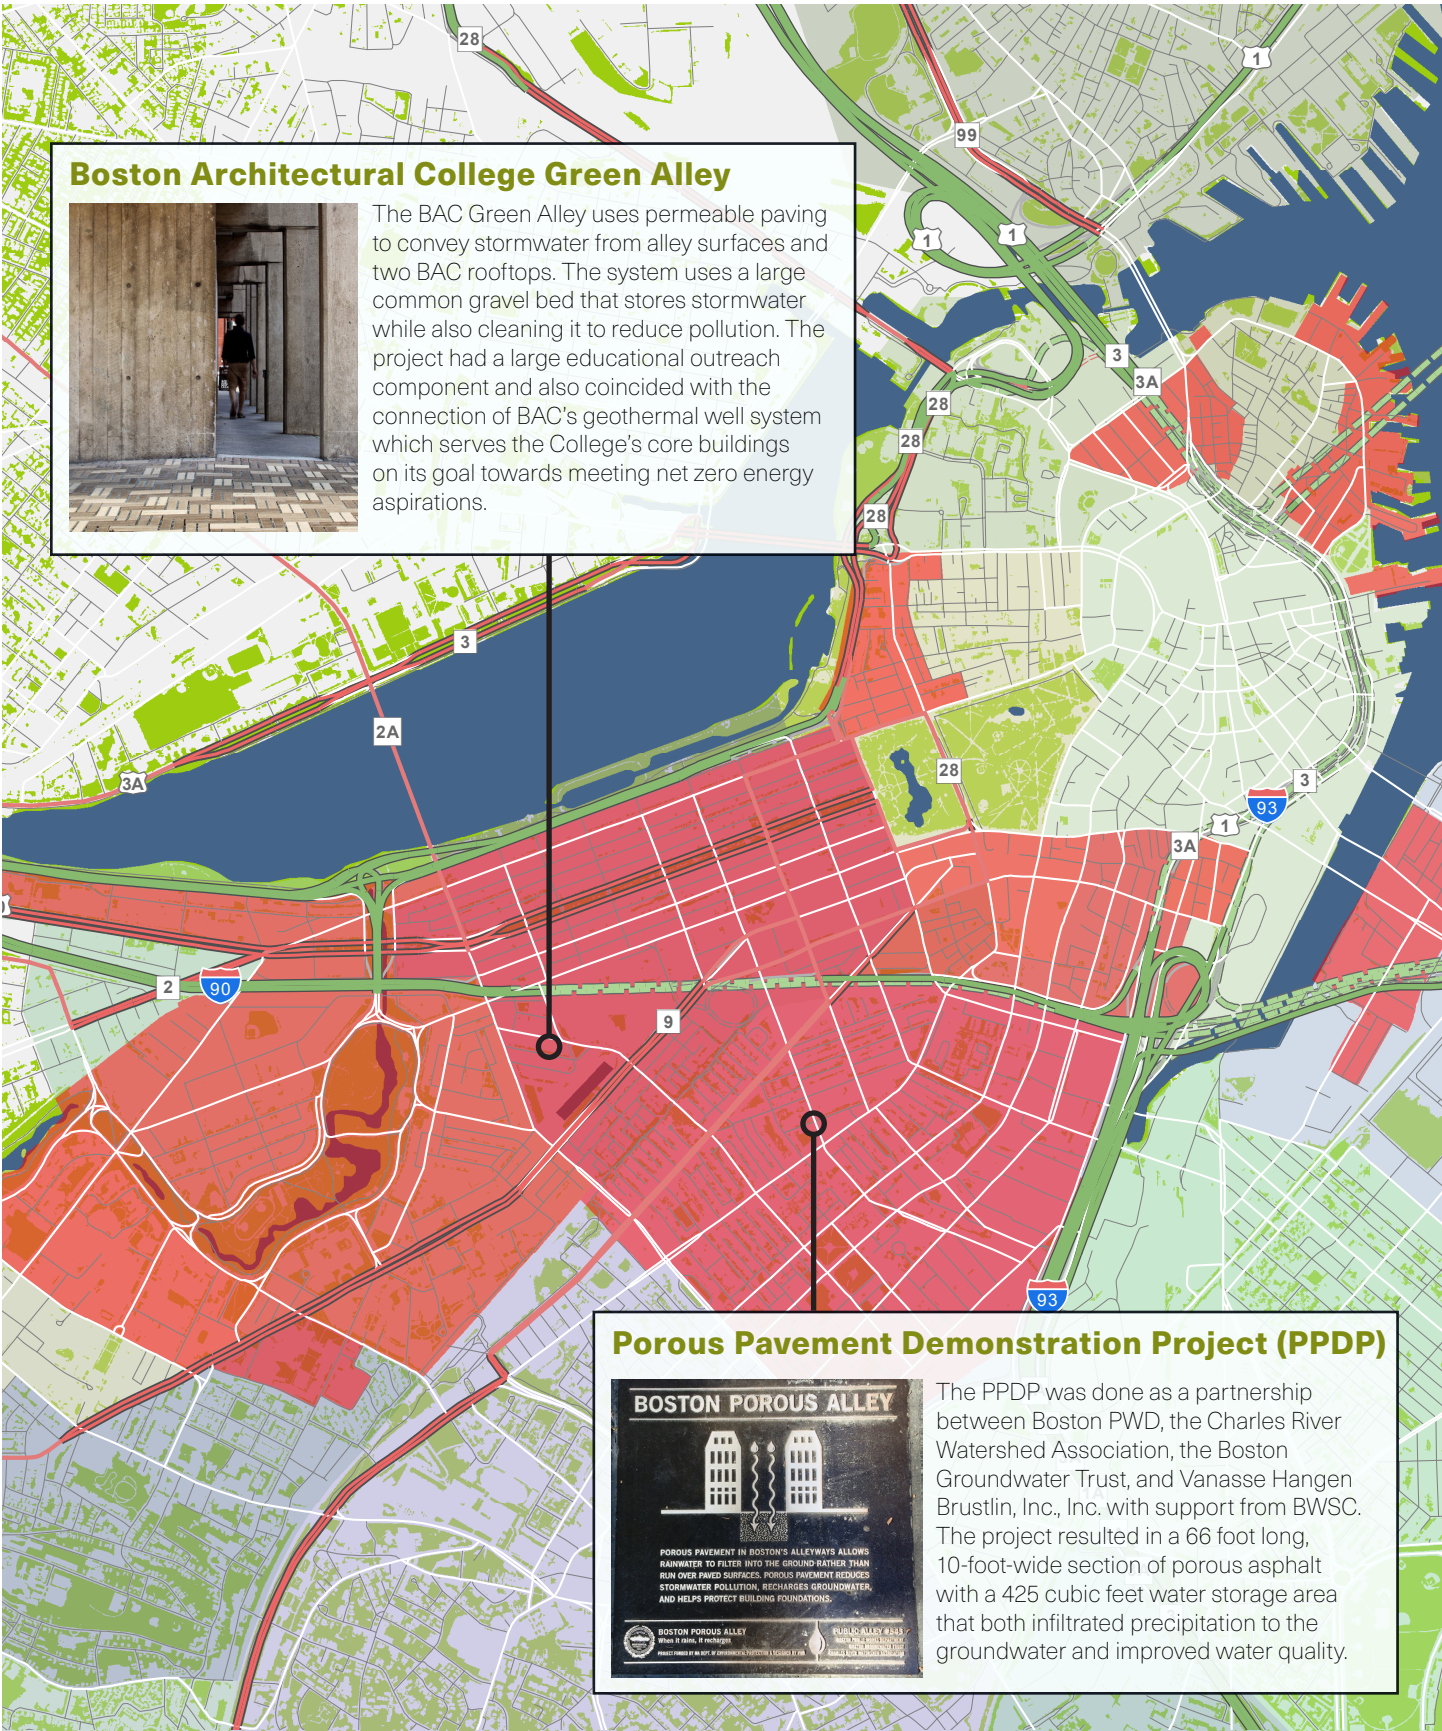 28
1
99
Boston Architectural College Green Alley
The BAC Green Alley uses permeable paving
to convey stormwater from alley surfaces and
two BAC rooftops. The system uses a large
common gravel bed that stores stormwater
while also cleaning it to reduce pollution. The
project had a large educational outreach
component and also coincided with the
connection of BAC's geothermal well system
which serves the College's core buildings
on its goal towards meeting net zero energy
aspirations.
1
1
3
3A
28
28
28
3
2A
3A
28
3
93
1
3A
2
90
9
93
Porous Pavement Demonstration Project (PPDP)
BOSTON POROUS ALLEY
POROUS PAVEMENT IN BOSTON'S ALLEYWAYS ALLOWS
RAINWATER TO FILTER INTO THE GROUND RATHER THAN
RUN OVER PAVED SURFACES. POROUS PAVEMENT REDUCES
STORMWATER POLLUTION, RECHARGES GROUNDWATER,
AND HELPS PROTECT BUILDING FOUNDATIONS.
BOSTON POROUS ALLEY
When it rains, it recharges
PUBLIC ALLEY #543
The PPDP was done as a partnership
between Boston PWD, the Charles River
Watershed Association, the Boston
Groundwater Trust, and Vanasse Hangen
Brustlin, Inc., Inc. with support from BWSC.
The project resulted in a 66 foot long,
10-foot-wide section of porous asphalt
with a 425 cubic feet water storage area
that both infiltrated precipitation to the
groundwater and improved water quality.